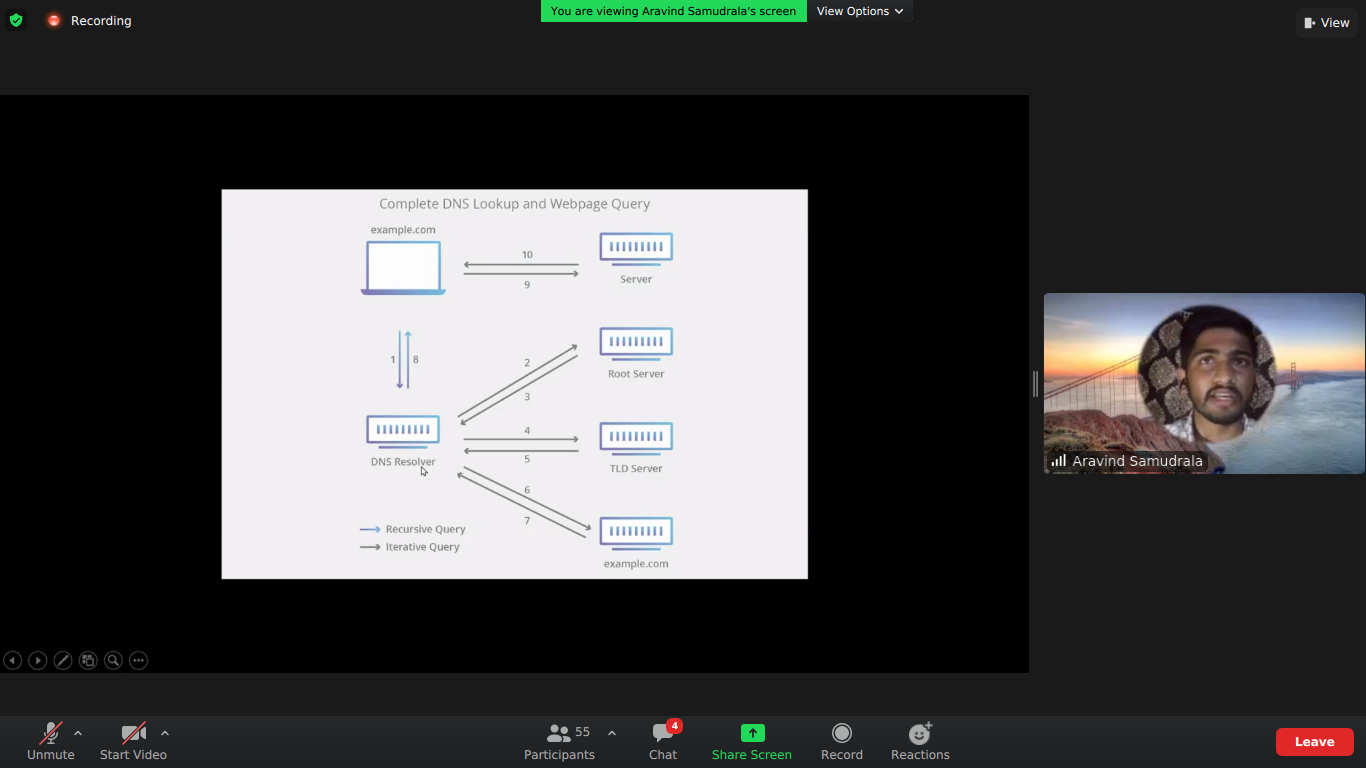 Recording
You are viewing Aravind Samudrala's screen
View Options
View
Complete DNS Lookup and Webpage Query
example.com
10
9
Server
1
8
2
3
Root Server
DNS Resolver
4
5
TLD Server
6
7
example.com
Recursive Query
Iterative Query
Aravind Samudrala
Unmute
Start Video
Participants
55
Chat
4
Share Screen
Record
Reactions
Leave